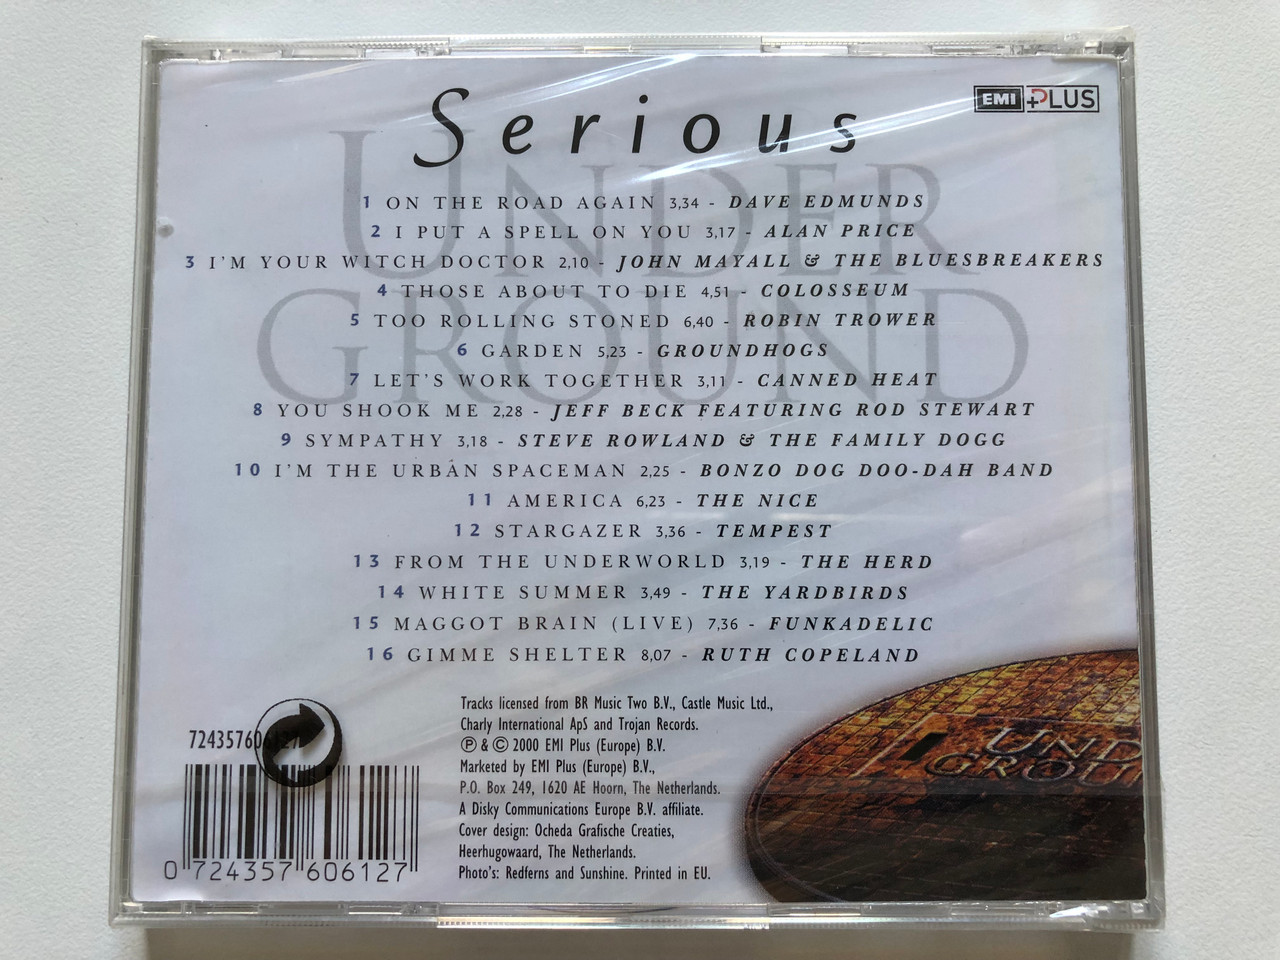 Serious
EMI PLUS
UNDER
GROUND
1 ON THE ROAD AGAIN 3,34 - DAVE EDMUNDS
2 I PUT A SPELL ON YOU 3,17 - ALAN PRICE
3 I'M YOUR WITCH DOCTOR 2,10 - JOHN MAYALL & THE BLUESBREAKERS
4 THOSE ABOUT TO DIE 4,51 - COLOSSEUM
5 TOO ROLLING STONED 6,40 - ROBIN TROWER
6 GARDEN 5,23 - GROUNDHOGS
7 LET'S WORK TOGETHER 3,11 - CANNED HEAT
8 YOU SHOOK ME 2,28 - JEFF BECK FEATURING ROD STEWART
9 SYMPATHY 3,18 - STEVE ROWLAND & THE FAMILY DOGG
10 I'M THE URBAN SPACEMAN 2,25 - BONZO DOG DOO-DAH BAND
11 AMERICA 6,23 - THE NICE
12 STARGAZER 3,36 - TEMPEST
13 FROM THE UNDERWORLD 3,19 - THE HERD
14 WHITE SUMMER 3,49 - THE YARDBIRDS
15 MAGGOT BRAIN (LIVE) 7,36 - FUNKADELIC
16 GIMME SHELTER 8,07 - RUTH COPELAND
Tracks licensed from BR Music Two B.V., Castle Music Ltd.,
Charly International ApS and Trojan Records.
℗ & © 2000 EMI Plus (Europe) B.V.
Marketed by EMI Plus (Europe) B.V.,
P.O. Box 249, 1620 AE Hoorn, The Netherlands.
A Disky Communications Europe B.V. affiliate.
Cover design: Ocheda Grafische Creaties,
Heerhugowaard, The Netherlands.
Photo's: Redferns and Sunshine. Printed in EU.
724357606127
0 724357 606127
UND
GROU